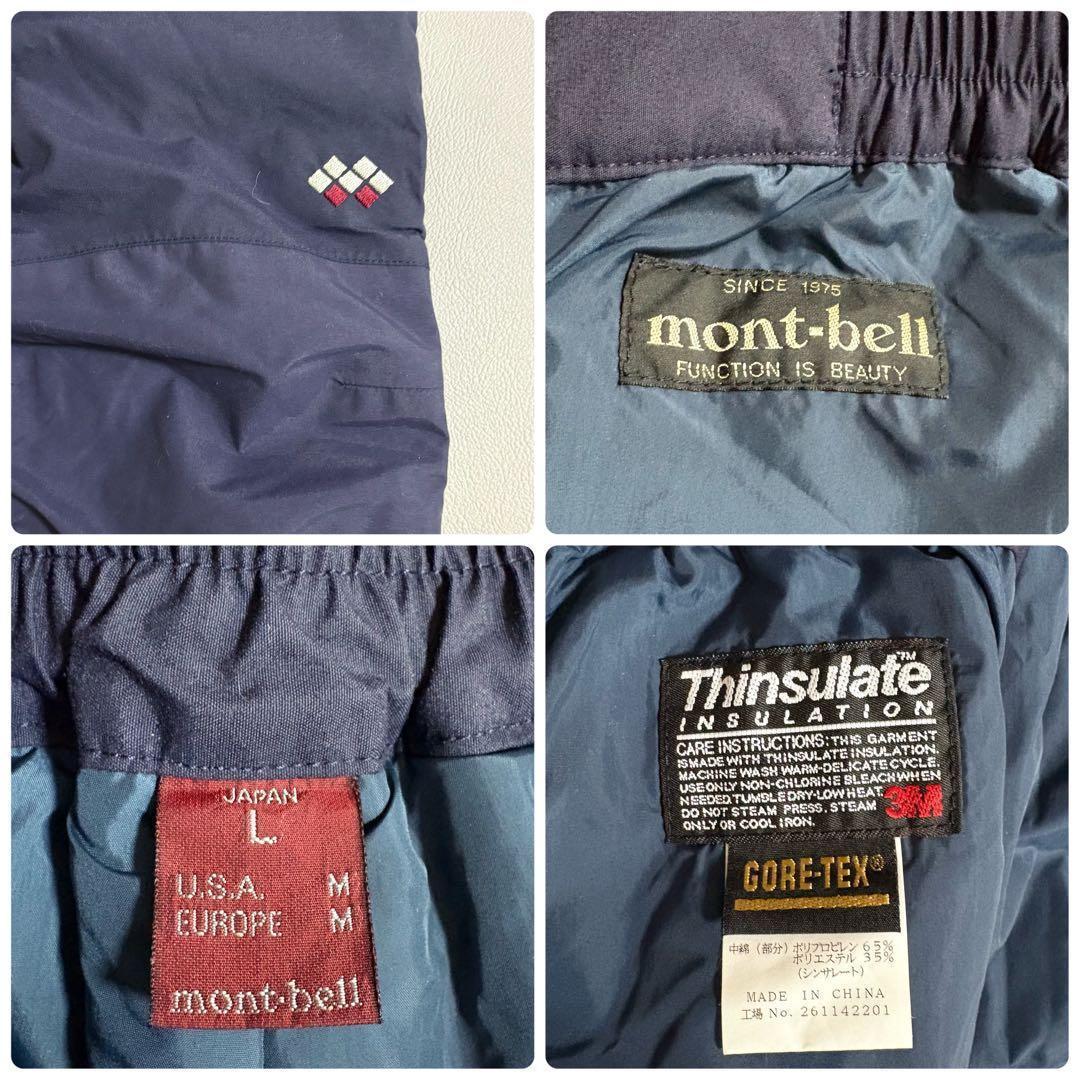 SINCE 1975
mont-bell
FUNCTION IS BEAUTY
JAPAN
L
U.S.A. M
EUROPE M
mont-bell
Thinsulate™
INSULATION
CARE INSTRUCTIONS: THIS GARMENT
IS MADE WITH THINSULATE INSULATION.
MACHINE WASH WARM-DELICATE CYCLE.
USE ONLY NON-CHLORINE BLEACH WHEN
NEEDED. TUMBLE DRY-LOW HEAT.
DO NOT STEAM PRESS, STEAM
ONLY OR COOL IRON.
3M
GORE-TEX®
中綿 (部分) ポリプロピレン 65%
ポリエステル 35%
(シンサレート)
MADE IN CHINA
工場 No. 261142201